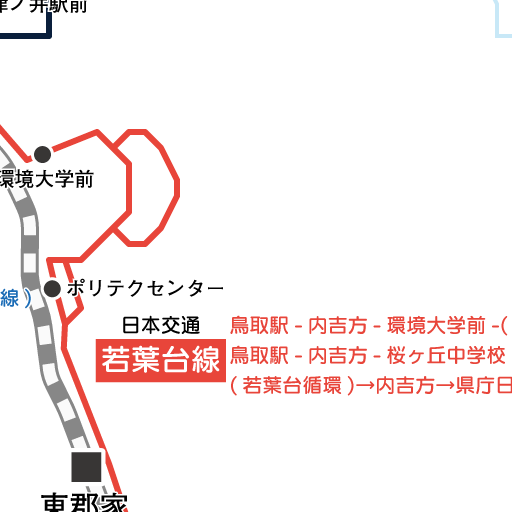 津ノ井駅前
環境大学前
線 )
ポリテクセンター
日本交通
若葉台線
鳥取駅 - 内吉方 - 環境大学前 -(
鳥取駅 - 内吉方 - 桜ヶ丘中学校
( 若葉台循環 )→内吉方→県庁日
東郡家